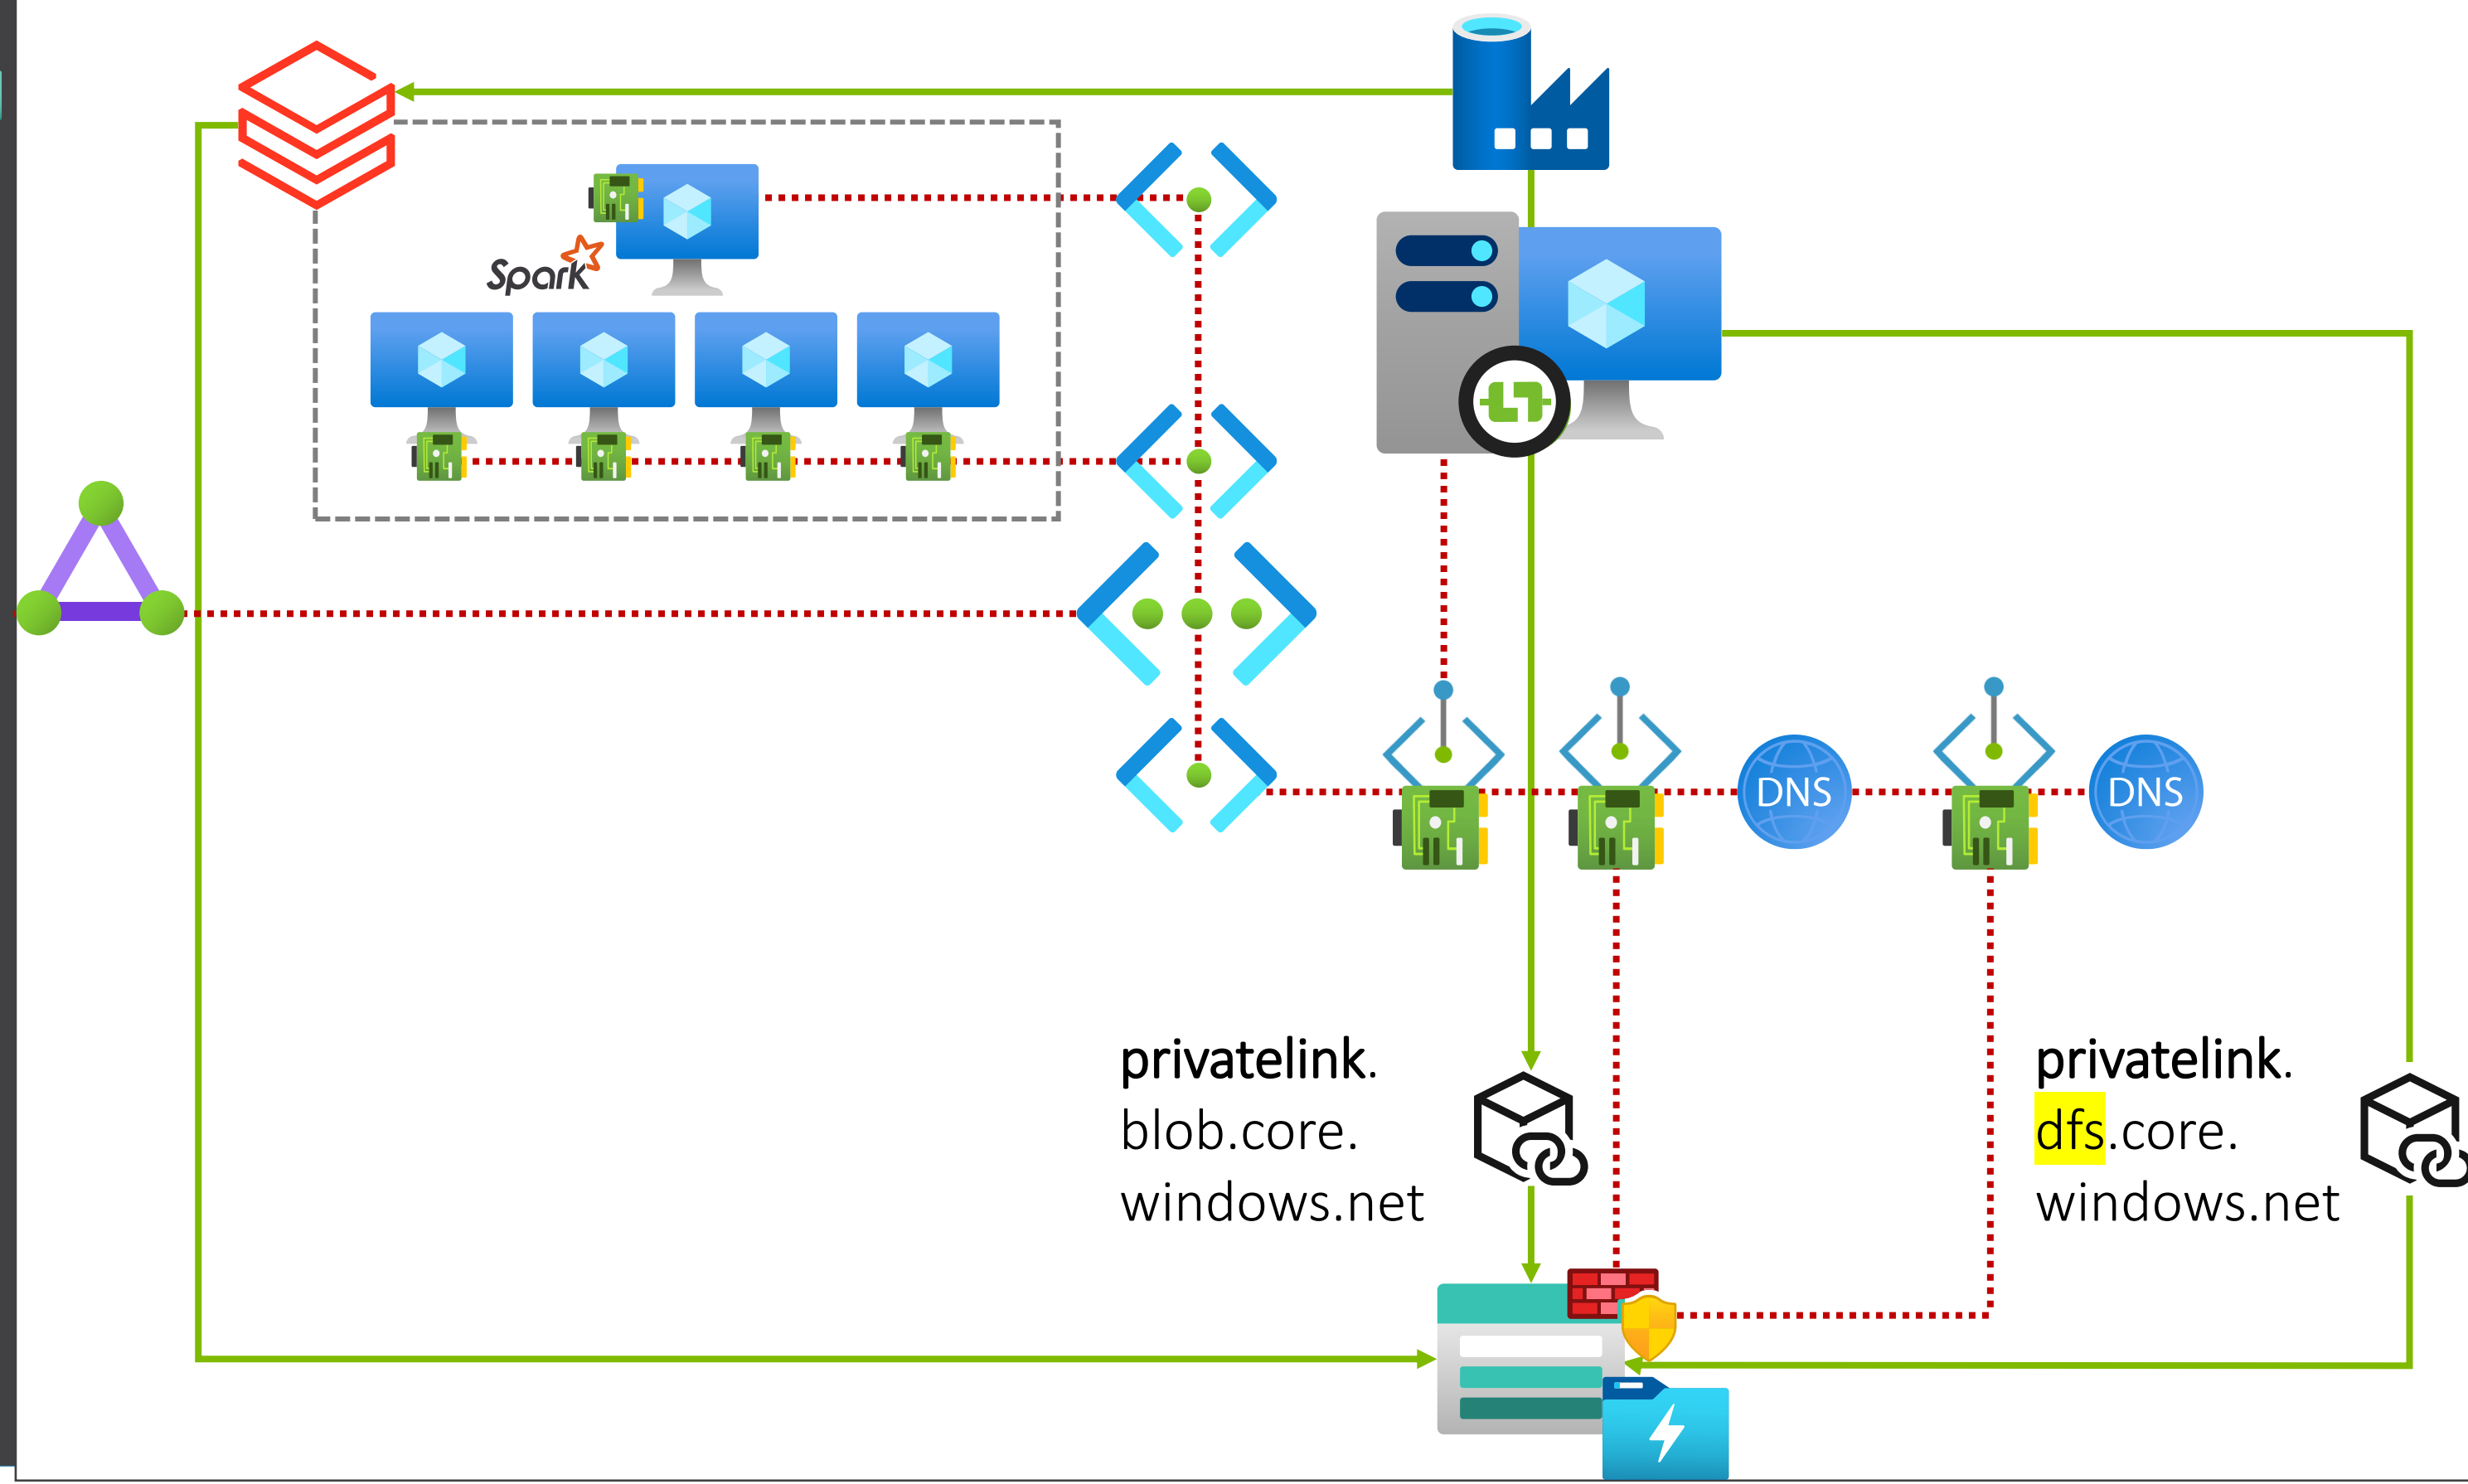 Spark
DNS
DNS
privatelink.
blob.core.
windows.net
privatelink.
dfs.core.
windows.net